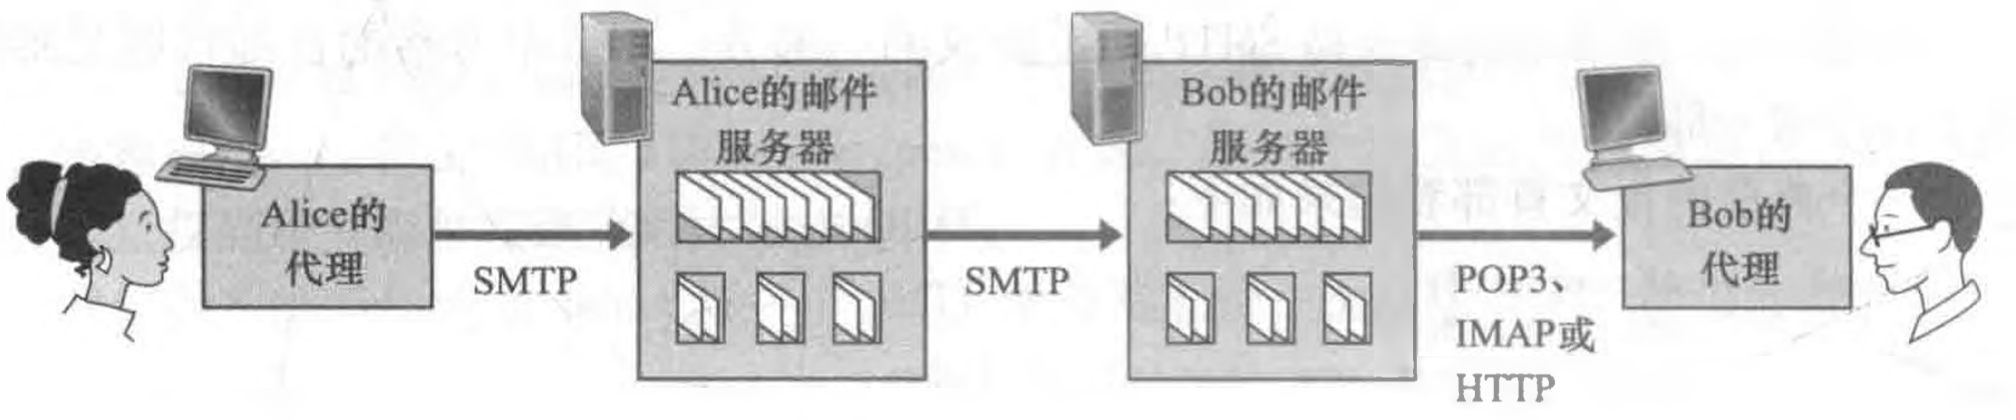 Alice的
代理
SMTP
Alice的邮件
服务器
SMTP
Bob的邮件
服务器
POP3、
IMAP或
HTTP
Bob的
代理